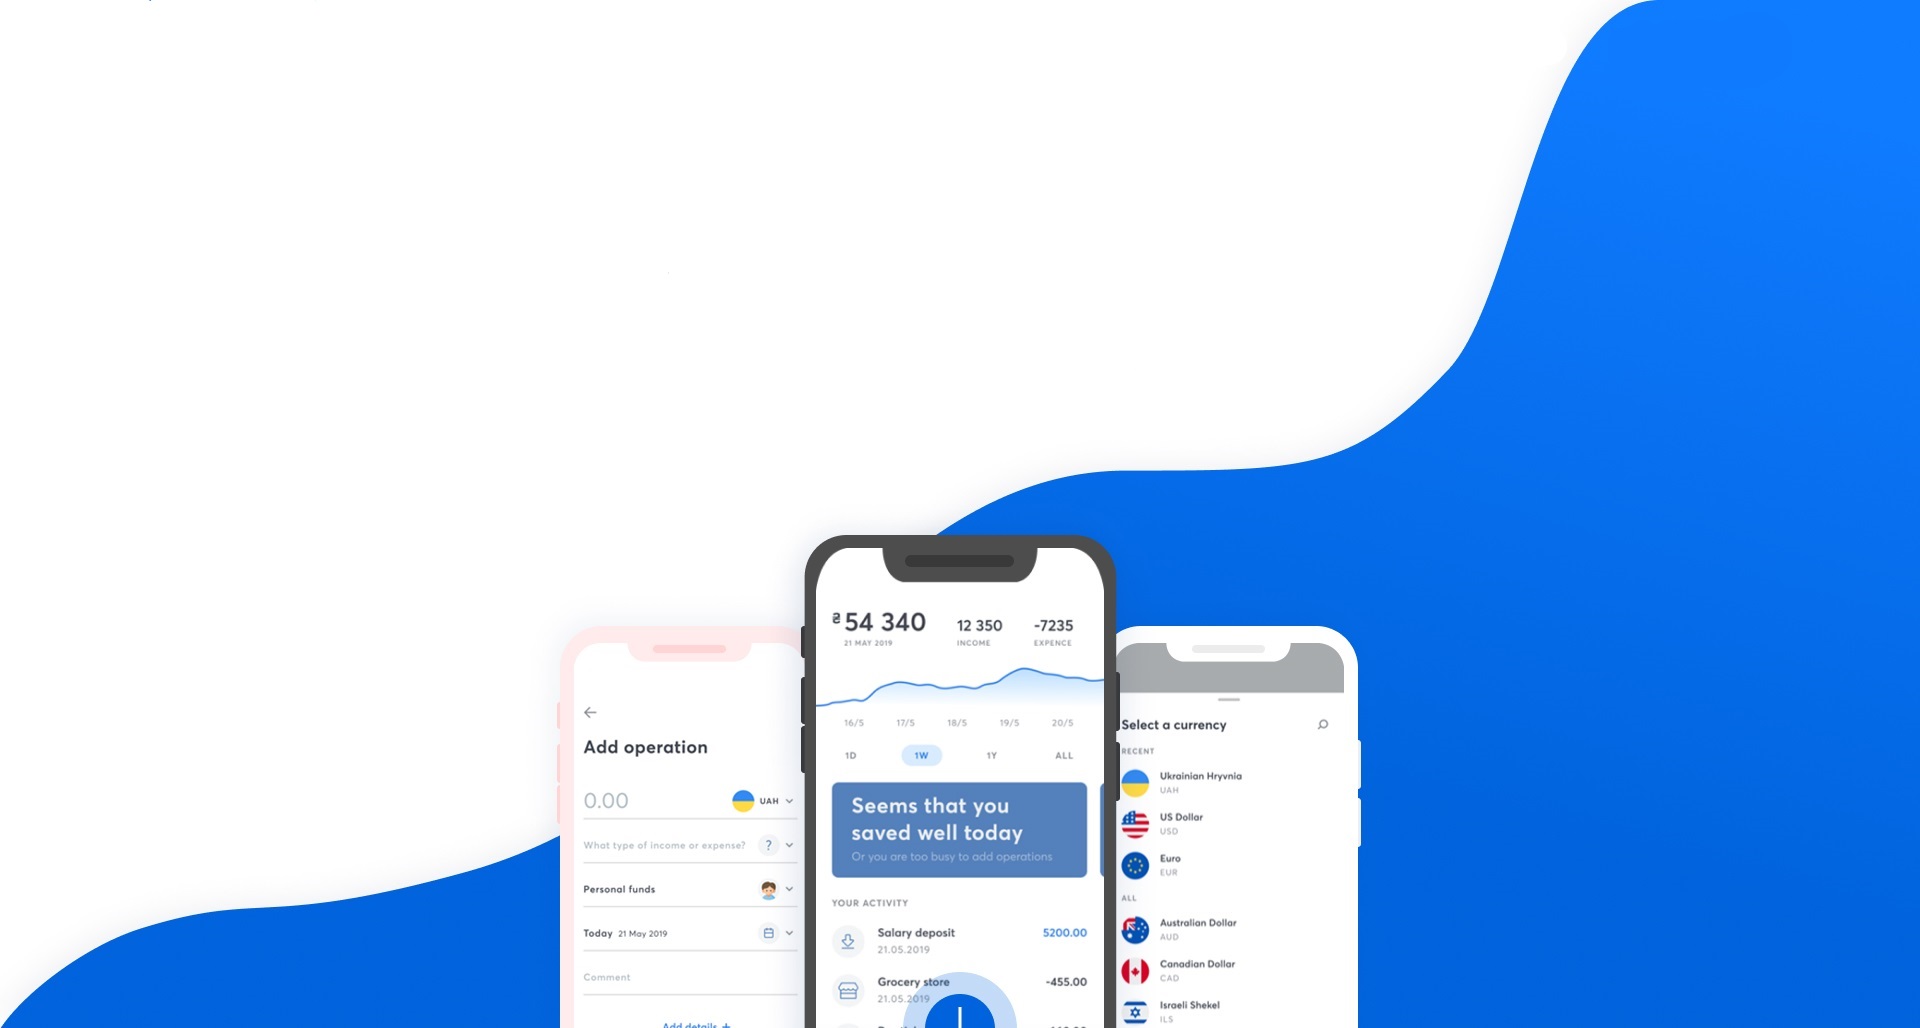 Add operation
0.00
UAH
What type of income or expense?
?
Personal funds
Today 21 May 2019
Comment
Add details +
₴ 54 340
21 MAY 2019
12 350
INCOME
-7235
EXPENCE
16/5 17/5 18/5 19/5 20/5
1D 1W 1Y ALL
Seems that you
saved well today
Or you are too busy to add operations
YOUR ACTIVITY
Salary deposit 5200.00
21.05.2019
Grocery store -455.00
21.05.2019
Select a currency
RECENT
Ukrainian Hryvnia
UAH
US Dollar
USD
Euro
EUR
ALL
Australian Dollar
AUD
Canadian Dollar
CAD
Israeli Shekel
ILS